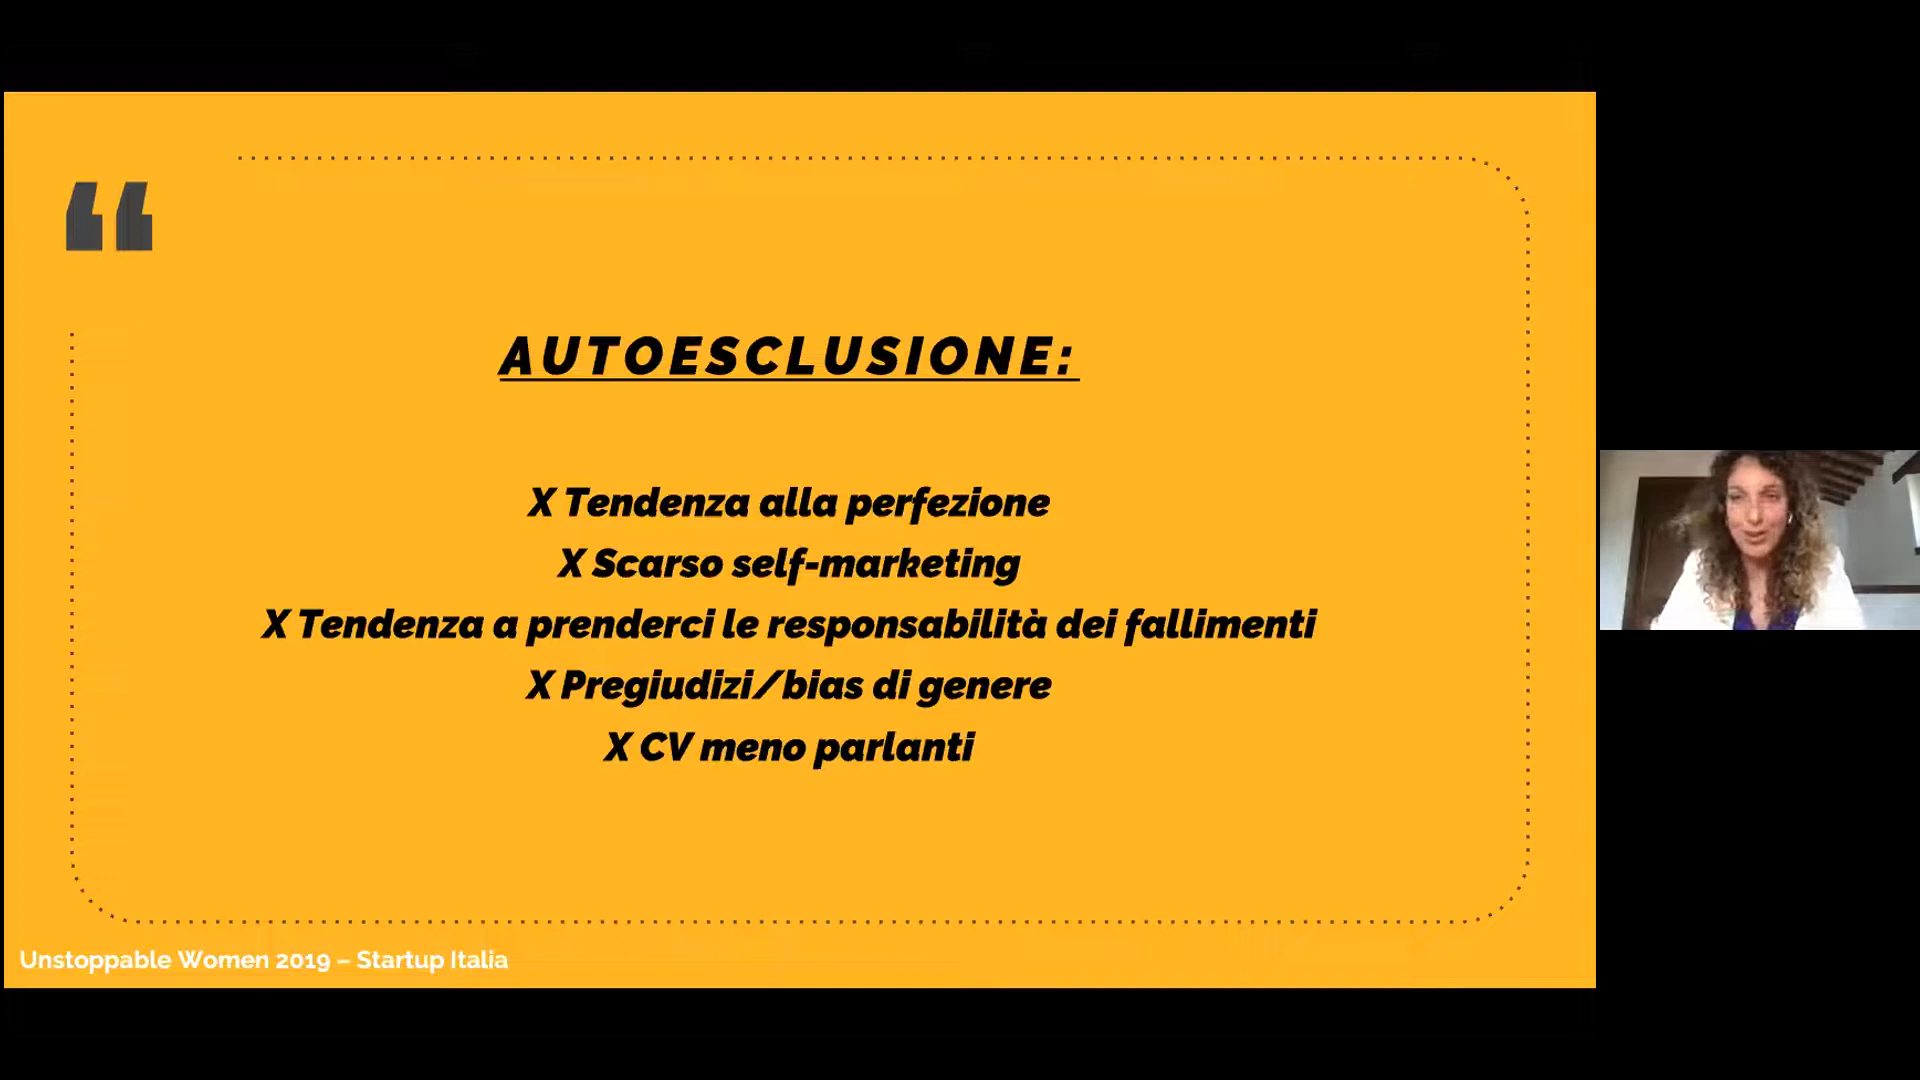 “
AUTOESCLUSIONE:
X Tendenza alla perfezione
X Scarso self-marketing
X Tendenza a prenderci le responsabilità dei fallimenti
X Pregiudizi/bias di genere
X CV meno parlanti
Unstoppable Women 2019 – Startup Italia